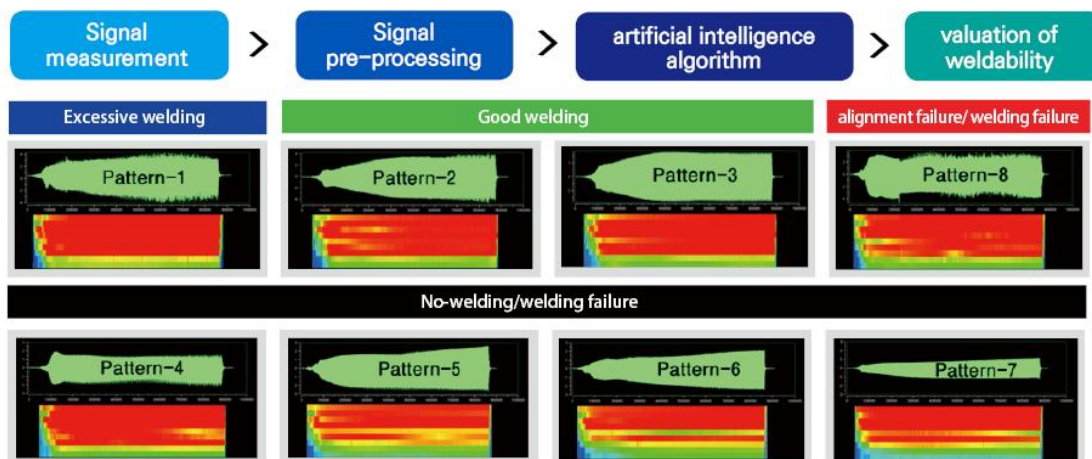 Signal
measurement
>
Signal
pre-processing
>
artificial intelligence
algorithm
>
valuation of
weldability
Excessive welding
Good welding
alignment failure/ welding failure
Pattern-1
Pattern-2
Pattern-3
Pattern-8
No-welding/welding failure
Pattern-4
Pattern-5
Pattern-6
Pattern-7